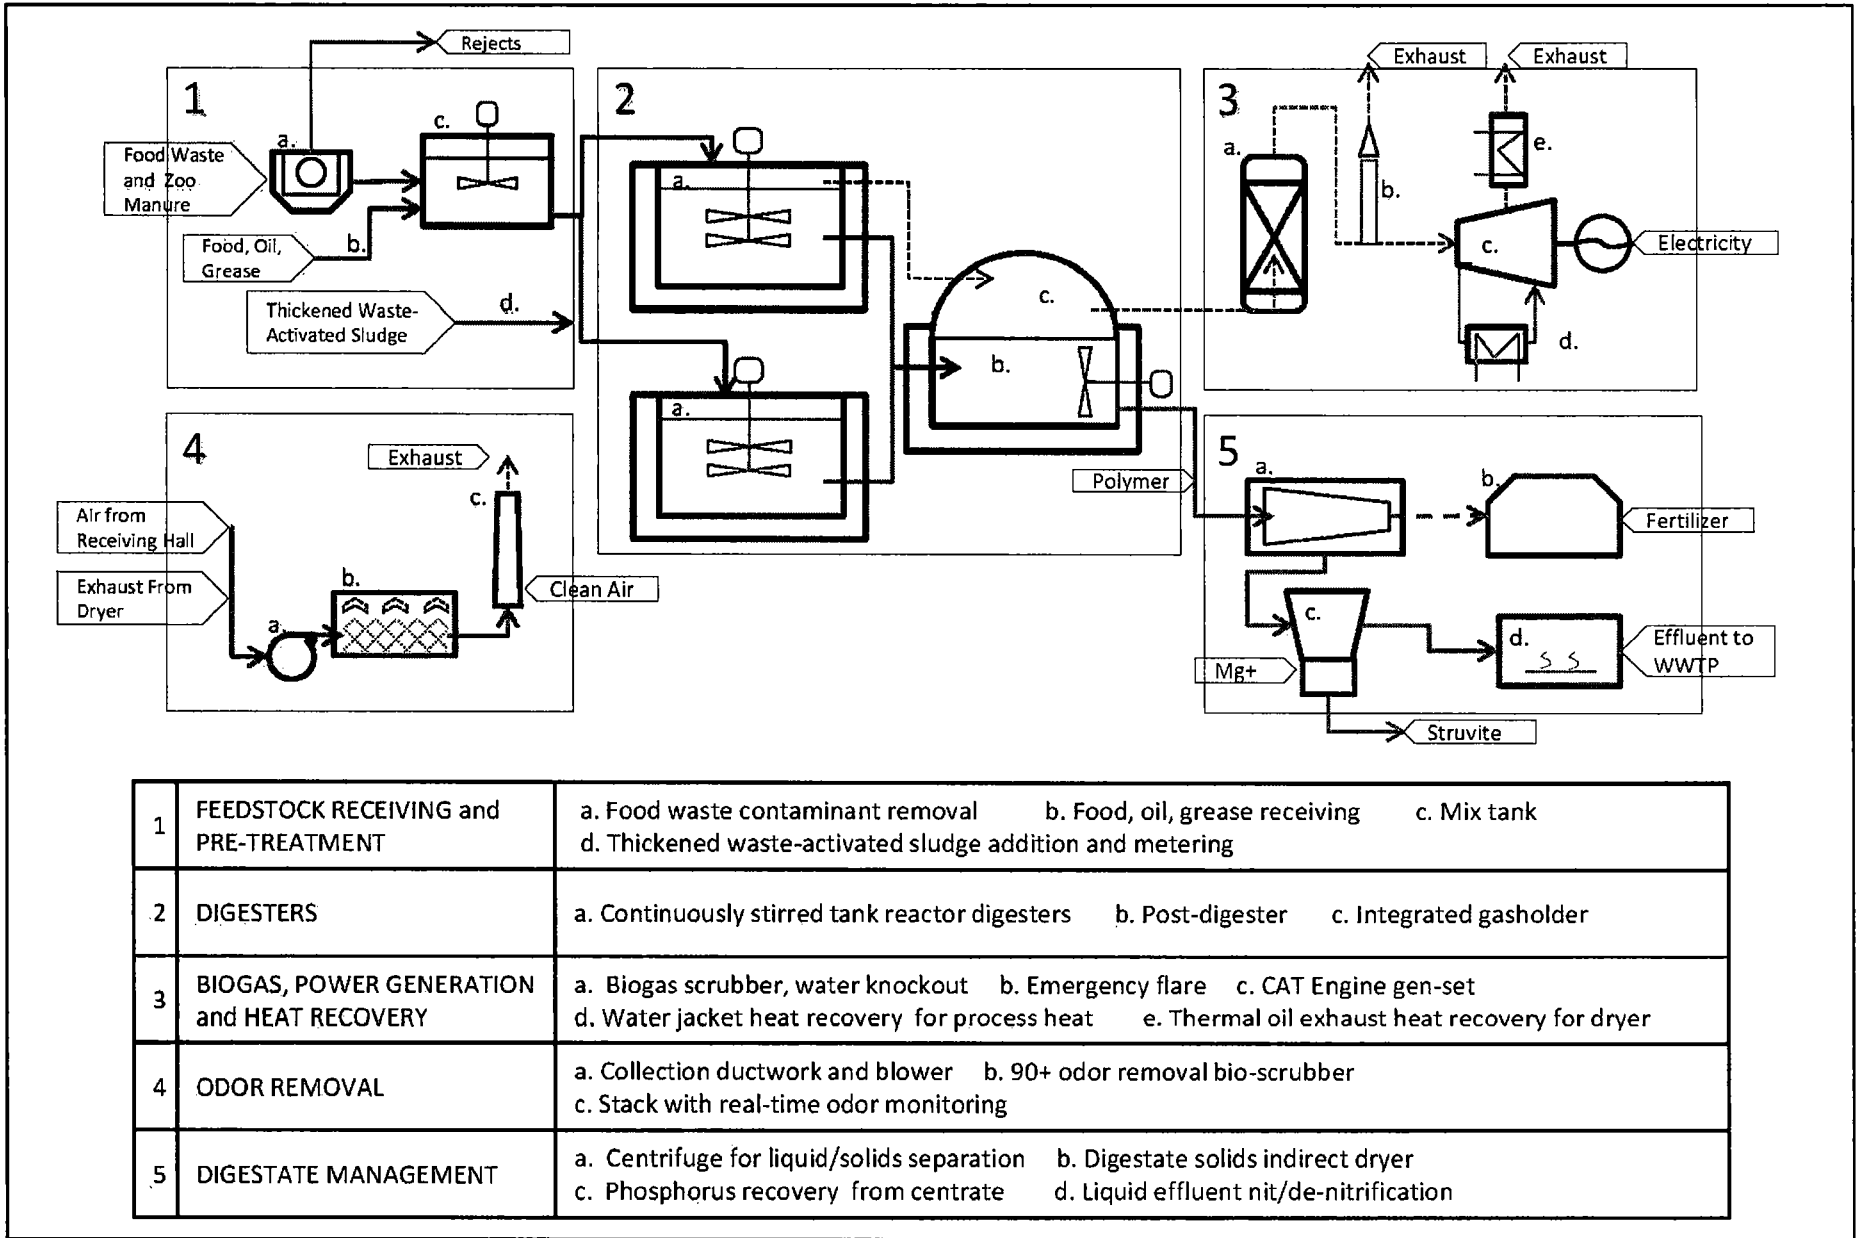 Rejects
1
a.
c.
Food Waste
and Zoo
Manure
Food, Oil,
Grease
b.
Thickened Waste-
Activated Sludge
d.
2
a.
c.
b.
a.
Polymer
Exhaust
Exhaust
3
a.
b.
e.
c.
Electricity
d.
4
Exhaust
c.
Air from
Receiving Hall
Exhaust From
Dryer
b.
Clean Air
a.
5
a.
b.
Fertilizer
c.
Mg+
d.
S S
Effluent to
WWTP
Struvite
1 FEEDSTOCK RECEIVING and PRE-TREATMENT
a. Food waste contaminant removal b. Food, oil, grease receiving c. Mix tank
d. Thickened waste-activated sludge addition and metering
2 DIGESTERS
a. Continuously stirred tank reactor digesters b. Post-digester c. Integrated gasholder
3 BIOGAS, POWER GENERATION
and HEAT RECOVERY
a. Biogas scrubber, water knockout b. Emergency flare c. CAT Engine gen-set
d. Water jacket heat recovery for process heat e. Thermal oil exhaust heat recovery for dryer
4 ODOR REMOVAL
a. Collection ductwork and blower b. 90+ odor removal bio-scrubber
c. Stack with real-time odor monitoring
5 DIGESTATE MANAGEMENT
a. Centrifuge for liquid/solids separation b. Digestate solids indirect dryer
c. Phosphorus recovery from centrate d. Liquid effluent nit/de-nitrification